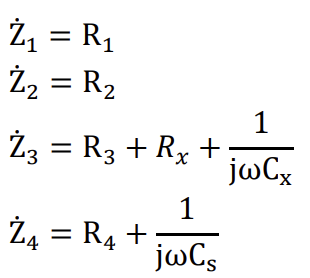 Ż₁ = R₁
Ż₂ = R₂
Ż₃ = R₃ + Rₓ + 1/(jωCₓ)
Ż₄ = R₄ + 1/(jωCₛ)